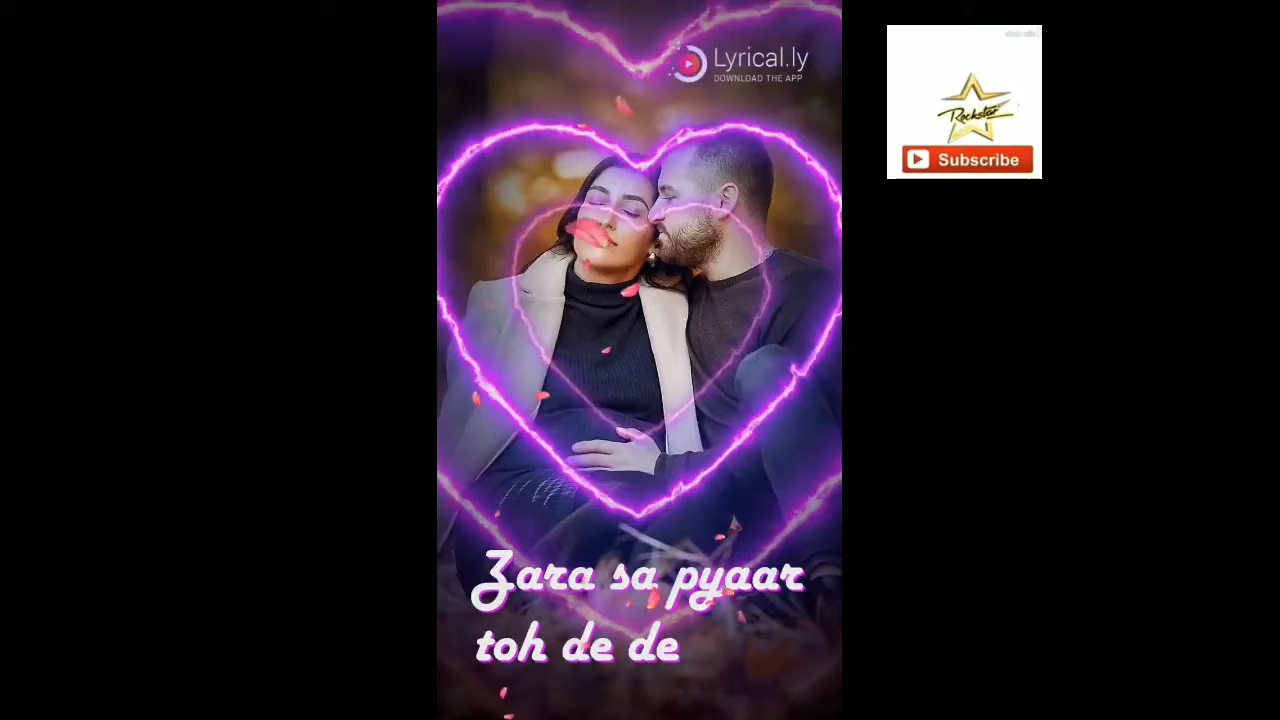 Lyrical.ly
DOWNLOAD THE APP
Rockstar
Subscribe
Zara sa pyaar
toh de de